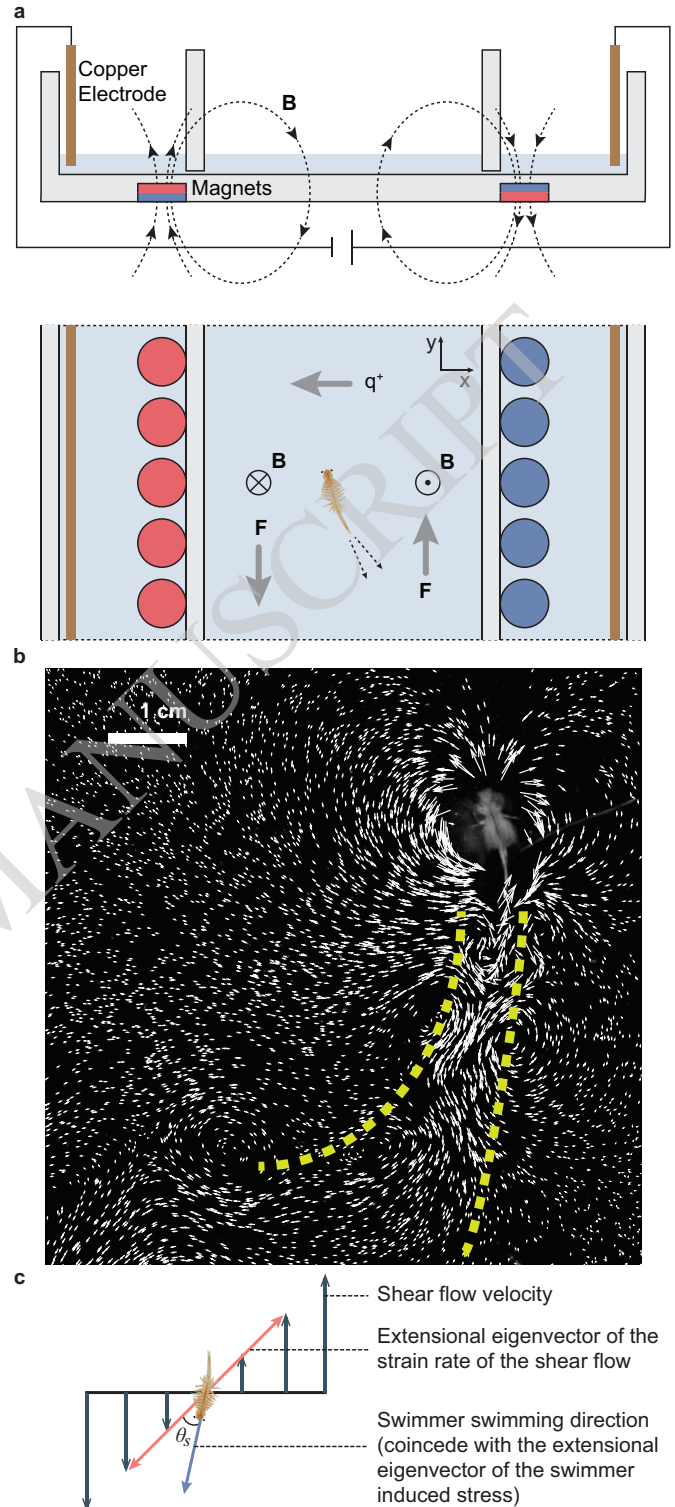 a
Copper
Electrode
B
Magnets
y
x
q⁺
B
B
F
F
MANUSCRIPT
b
1 cm
c
Shear flow velocity
Extensional eigenvector of the
strain rate of the shear flow
θs
Swimmer swimming direction
(coincede with the extensional
eigenvector of the swimmer
induced stress)